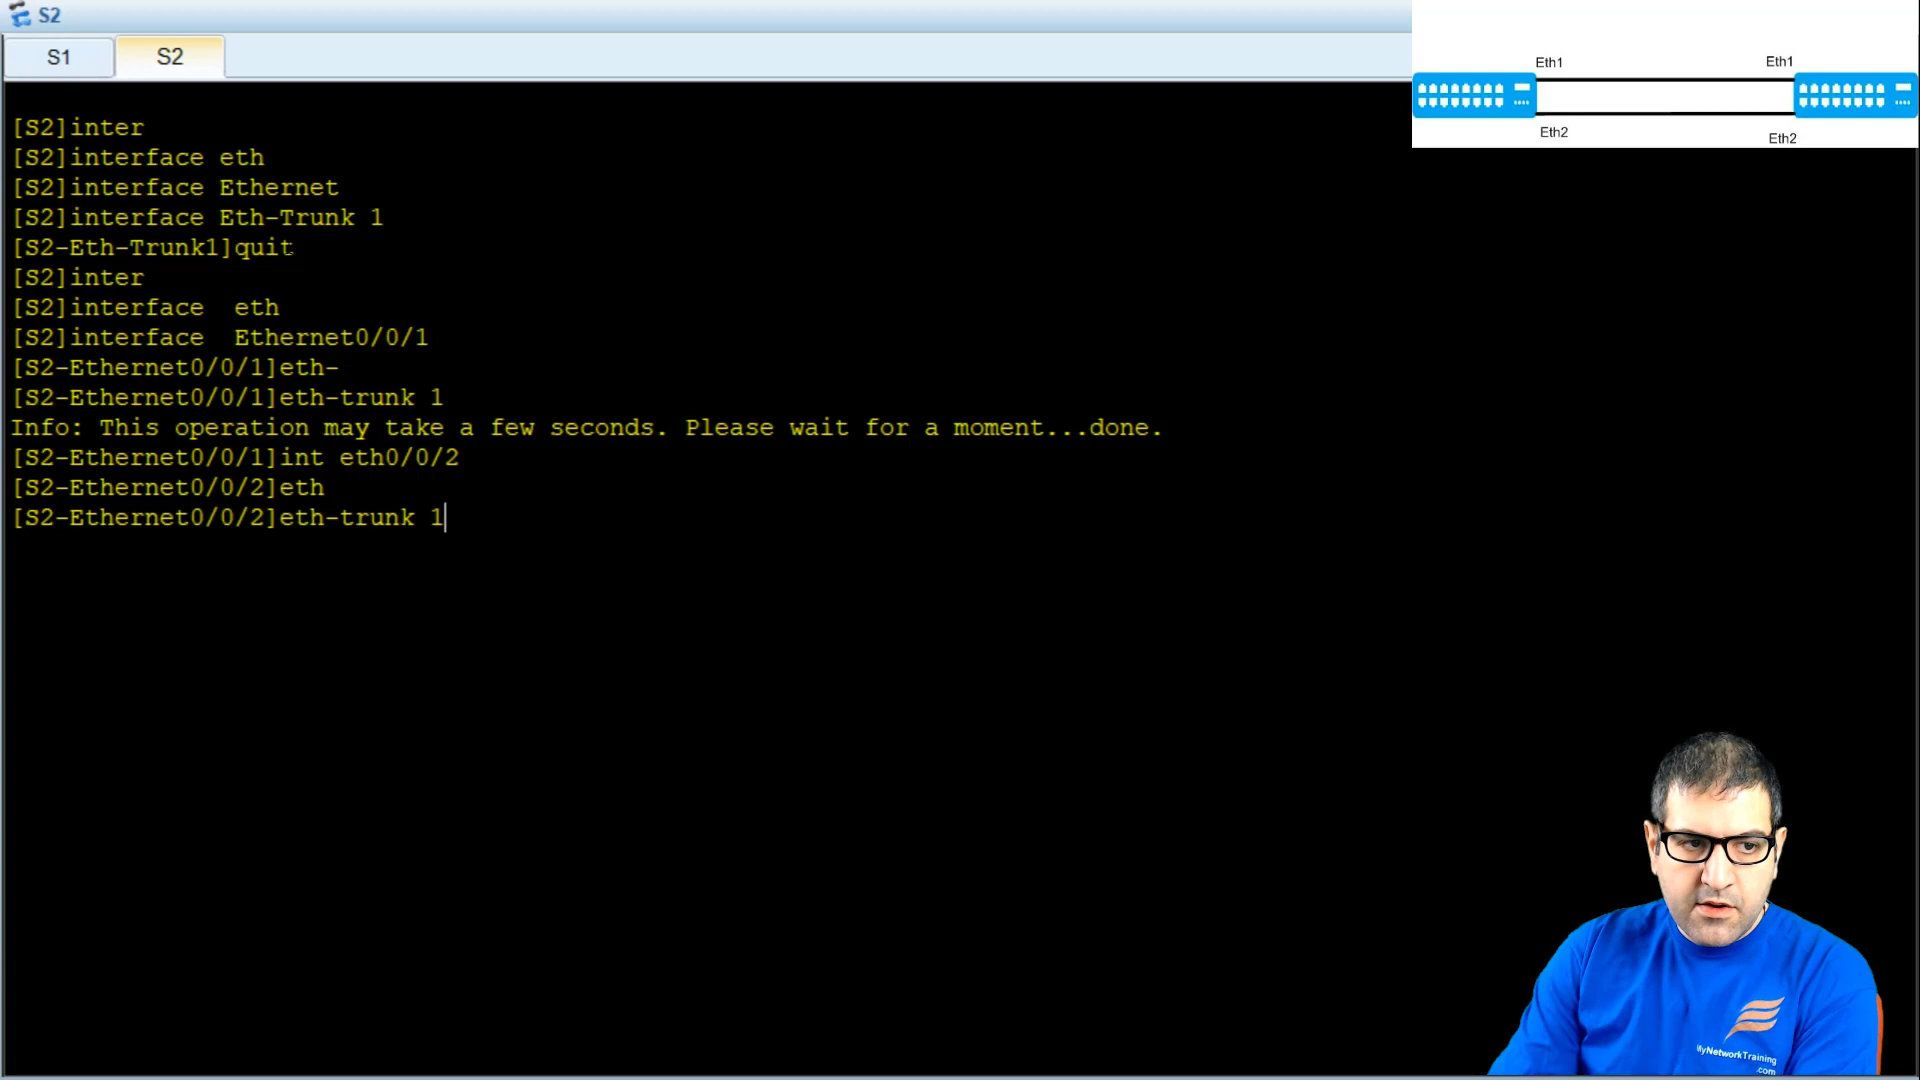 S2
S1
S2
Eth1
Eth1
Eth2
Eth2
[S2]inter
[S2]interface eth
[S2]interface Ethernet
[S2]interface Eth-Trunk 1
[S2-Eth-Trunk1]quit
[S2]inter
[S2]interface  eth
[S2]interface  Ethernet0/0/1
[S2-Ethernet0/0/1]eth-
[S2-Ethernet0/0/1]eth-trunk 1
Info: This operation may take a few seconds. Please wait for a moment...done.
[S2-Ethernet0/0/1]int eth0/0/2
[S2-Ethernet0/0/2]eth
[S2-Ethernet0/0/2]eth-trunk 1
MyNetworkTraining
.com